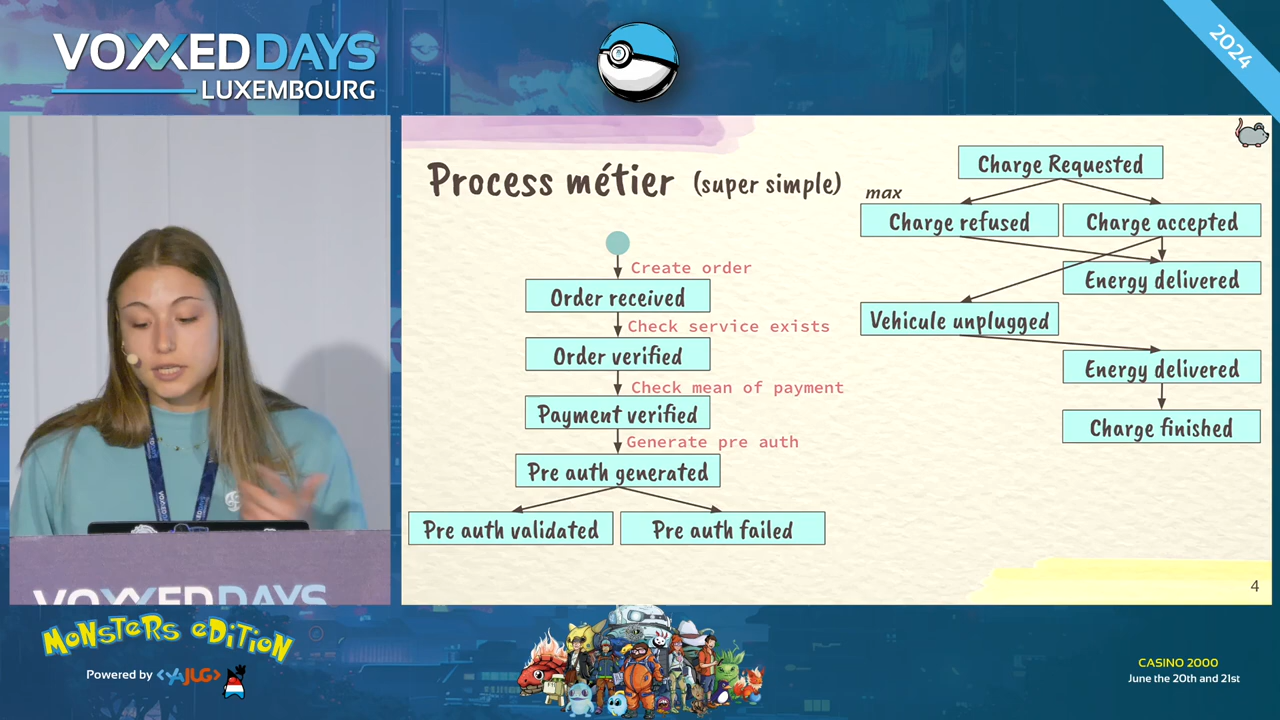 VOXXEDDAYS
LUXEMBOURG
2024
Process métier (super simple)
Create order
Order received
Check service exists
Order verified
Check mean of payment
Payment verified
Generate pre auth
Pre auth generated
Pre auth validated
Pre auth failed
Charge Requested
max
Charge refused
Charge accepted
Energy delivered
Vehicule unplugged
Energy delivered
Charge finished
4
VOXXED DAYS
MONSTERS EDITION
Powered by <YAJUG>
CASINO 2000
June the 20th and 21st